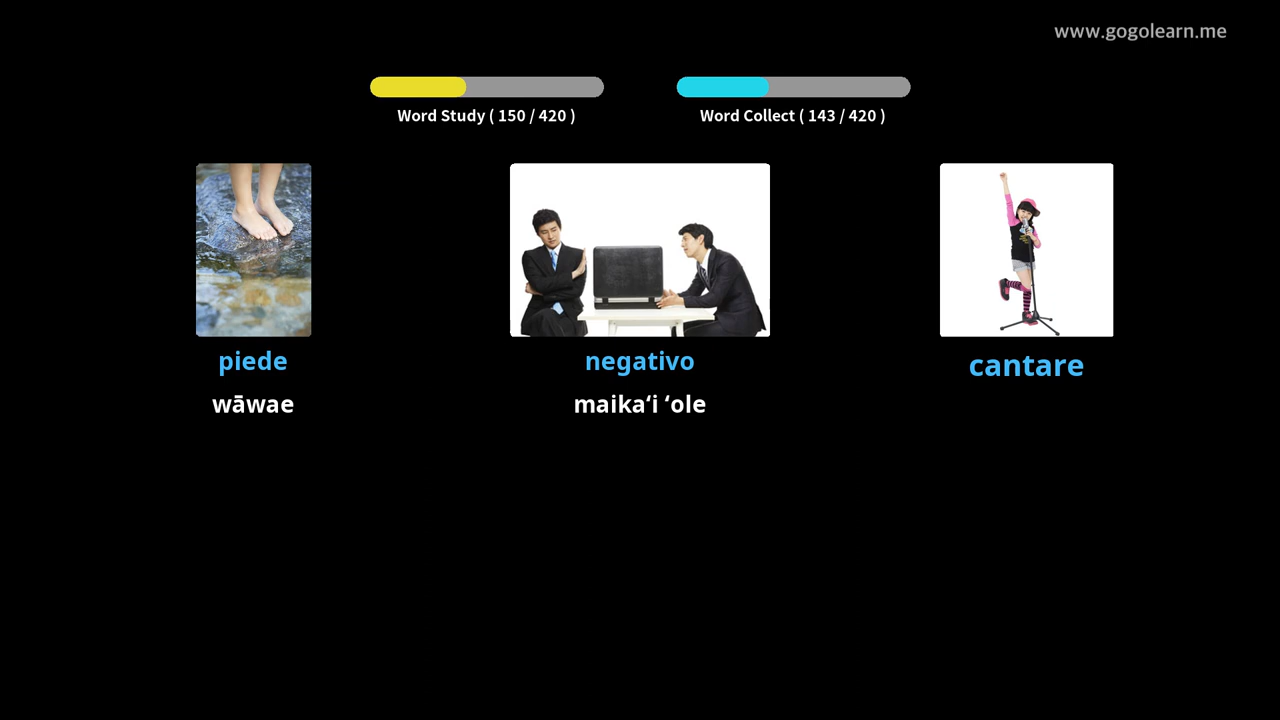 www.gogolearn.me
Word Study ( 150 / 420 )
Word Collect ( 143 / 420 )
piede
wāwae
negativo
maikaʻi ʻole
cantare